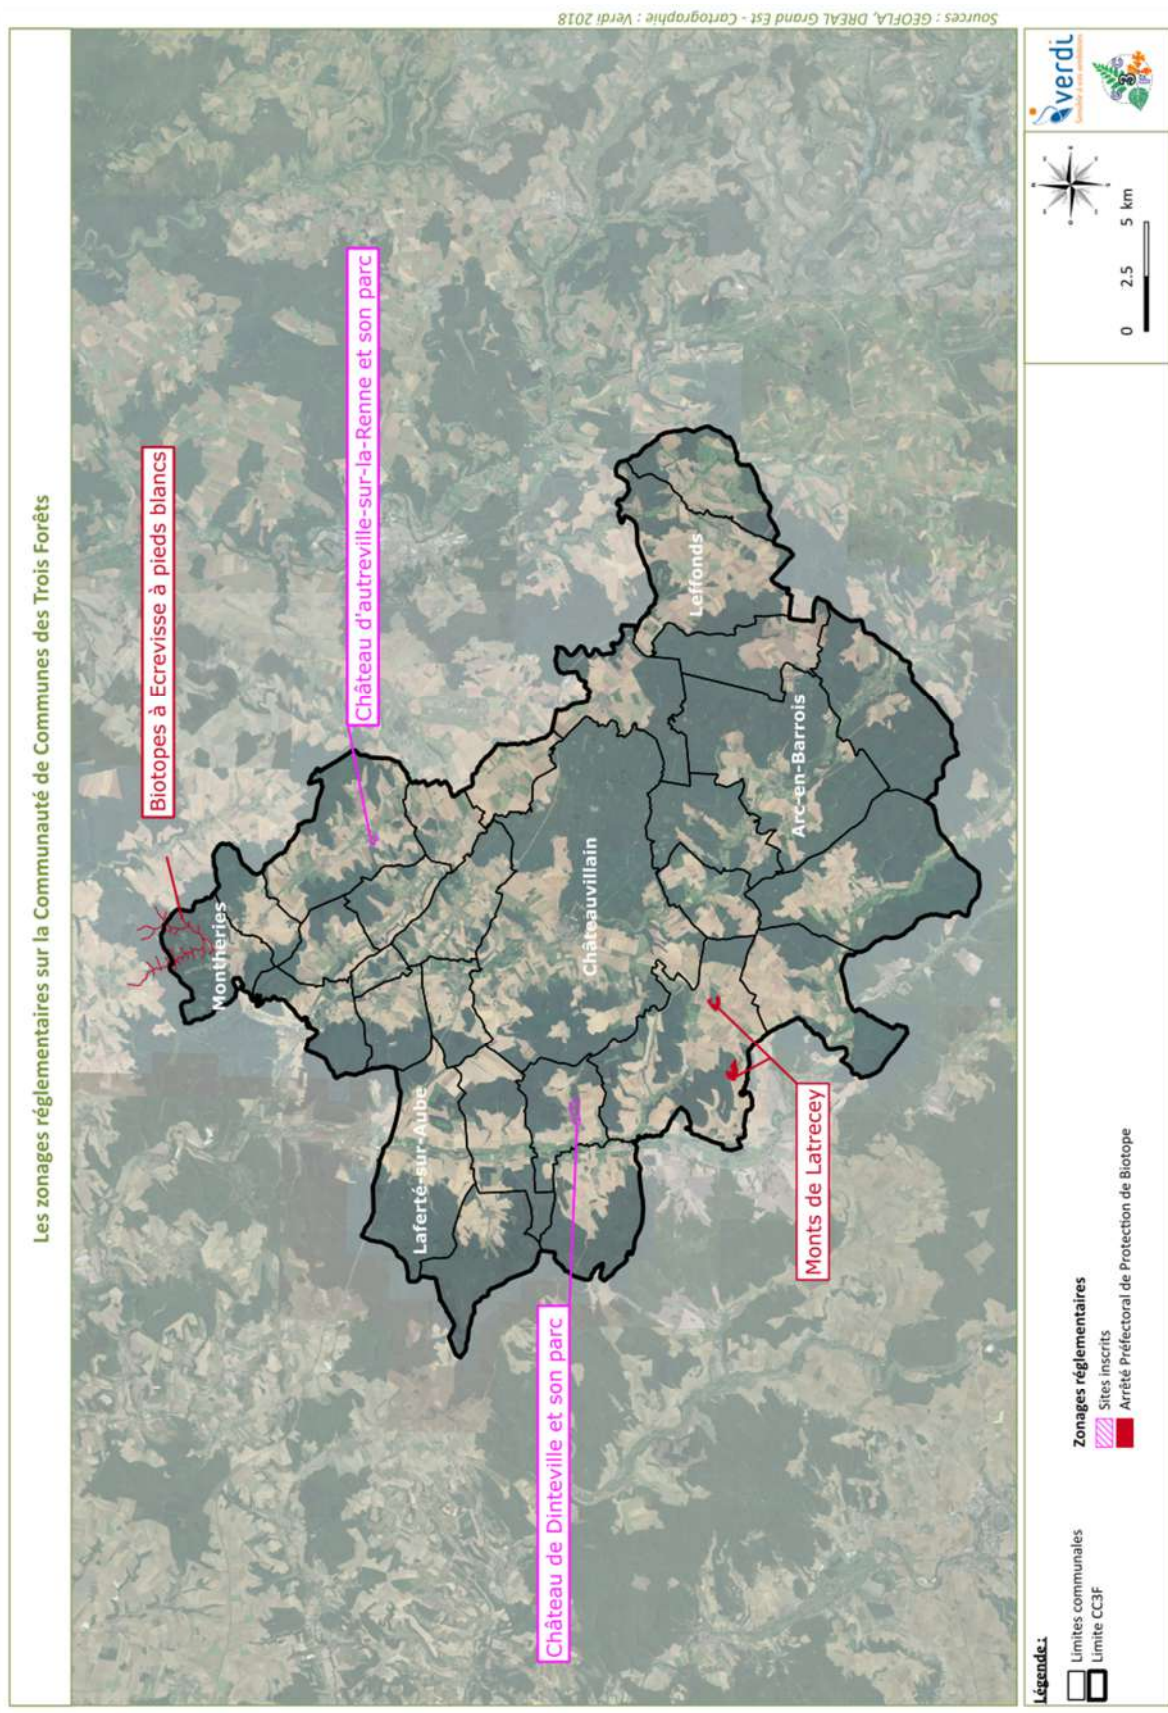 Les zonages réglementaires sur la Communauté de Communes des Trois Forêts
Biotopes à Ecrevisse à pieds blancs
Château d'autreville-sur-la-Renne et son parc
Montheries
Laferté-sur-Aube
Châteauvillain
Leffonds
Arc-en-Barrois
Château de Dinteville et son parc
Monts de Latrecey
Sources : GEOFLA, DREAL Grand Est - Cartographie : Verdi 2018
Légende :
Limites communales
Limite CC3F
Zonages réglementaires
Sites inscrits
Arrêté Préfectoral de Protection de Biotope
0 2.5 5 km
verdi